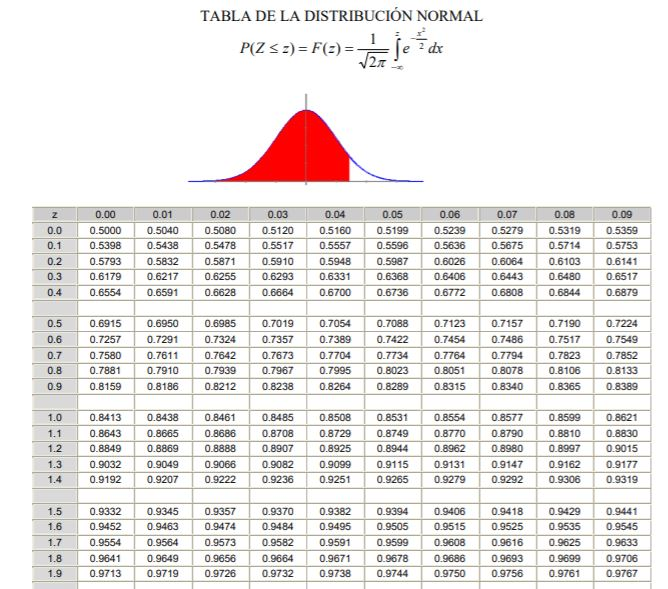 TABLA DE LA DISTRIBUCIÓN NORMAL
P(Z ≤ z) = F(z) = 1/√2π ∫_{-∞}^{z} e^{-x²/2} dx
z 0.00 0.01 0.02 0.03 0.04 0.05 0.06 0.07 0.08 0.09
0.0 0.5000 0.5040 0.5080 0.5120 0.5160 0.5199 0.5239 0.5279 0.5319 0.5359
0.1 0.5398 0.5438 0.5478 0.5517 0.5557 0.5596 0.5636 0.5675 0.5714 0.5753
0.2 0.5793 0.5832 0.5871 0.5910 0.5948 0.5987 0.6026 0.6064 0.6103 0.6141
0.3 0.6179 0.6217 0.6255 0.6293 0.6331 0.6368 0.6406 0.6443 0.6480 0.6517
0.4 0.6554 0.6591 0.6628 0.6664 0.6700 0.6736 0.6772 0.6808 0.6844 0.6879
0.5 0.6915 0.6950 0.6985 0.7019 0.7054 0.7088 0.7123 0.7157 0.7190 0.7224
0.6 0.7257 0.7291 0.7324 0.7357 0.7389 0.7422 0.7454 0.7486 0.7517 0.7549
0.7 0.7580 0.7611 0.7642 0.7673 0.7704 0.7734 0.7764 0.7794 0.7823 0.7852
0.8 0.7881 0.7910 0.7939 0.7967 0.7995 0.8023 0.8051 0.8078 0.8106 0.8133
0.9 0.8159 0.8186 0.8212 0.8238 0.8264 0.8289 0.8315 0.8340 0.8365 0.8389
1.0 0.8413 0.8438 0.8461 0.8485 0.8508 0.8531 0.8554 0.8577 0.8599 0.8621
1.1 0.8643 0.8665 0.8686 0.8708 0.8729 0.8749 0.8770 0.8790 0.8810 0.8830
1.2 0.8849 0.8869 0.8888 0.8907 0.8925 0.8944 0.8962 0.8980 0.8997 0.9015
1.3 0.9032 0.9049 0.9066 0.9082 0.9099 0.9115 0.9131 0.9147 0.9162 0.9177
1.4 0.9192 0.9207 0.9222 0.9236 0.9251 0.9265 0.9279 0.9292 0.9306 0.9319
1.5 0.9332 0.9345 0.9357 0.9370 0.9382 0.9394 0.9406 0.9418 0.9429 0.9441
1.6 0.9452 0.9463 0.9474 0.9484 0.9495 0.9505 0.9515 0.9525 0.9535 0.9545
1.7 0.9554 0.9564 0.9573 0.9582 0.9591 0.9599 0.9608 0.9616 0.9625 0.9633
1.8 0.9641 0.9649 0.9656 0.9664 0.9671 0.9678 0.9686 0.9693 0.9699 0.9706
1.9 0.9713 0.9719 0.9726 0.9732 0.9738 0.9744 0.9750 0.9756 0.9761 0.9767